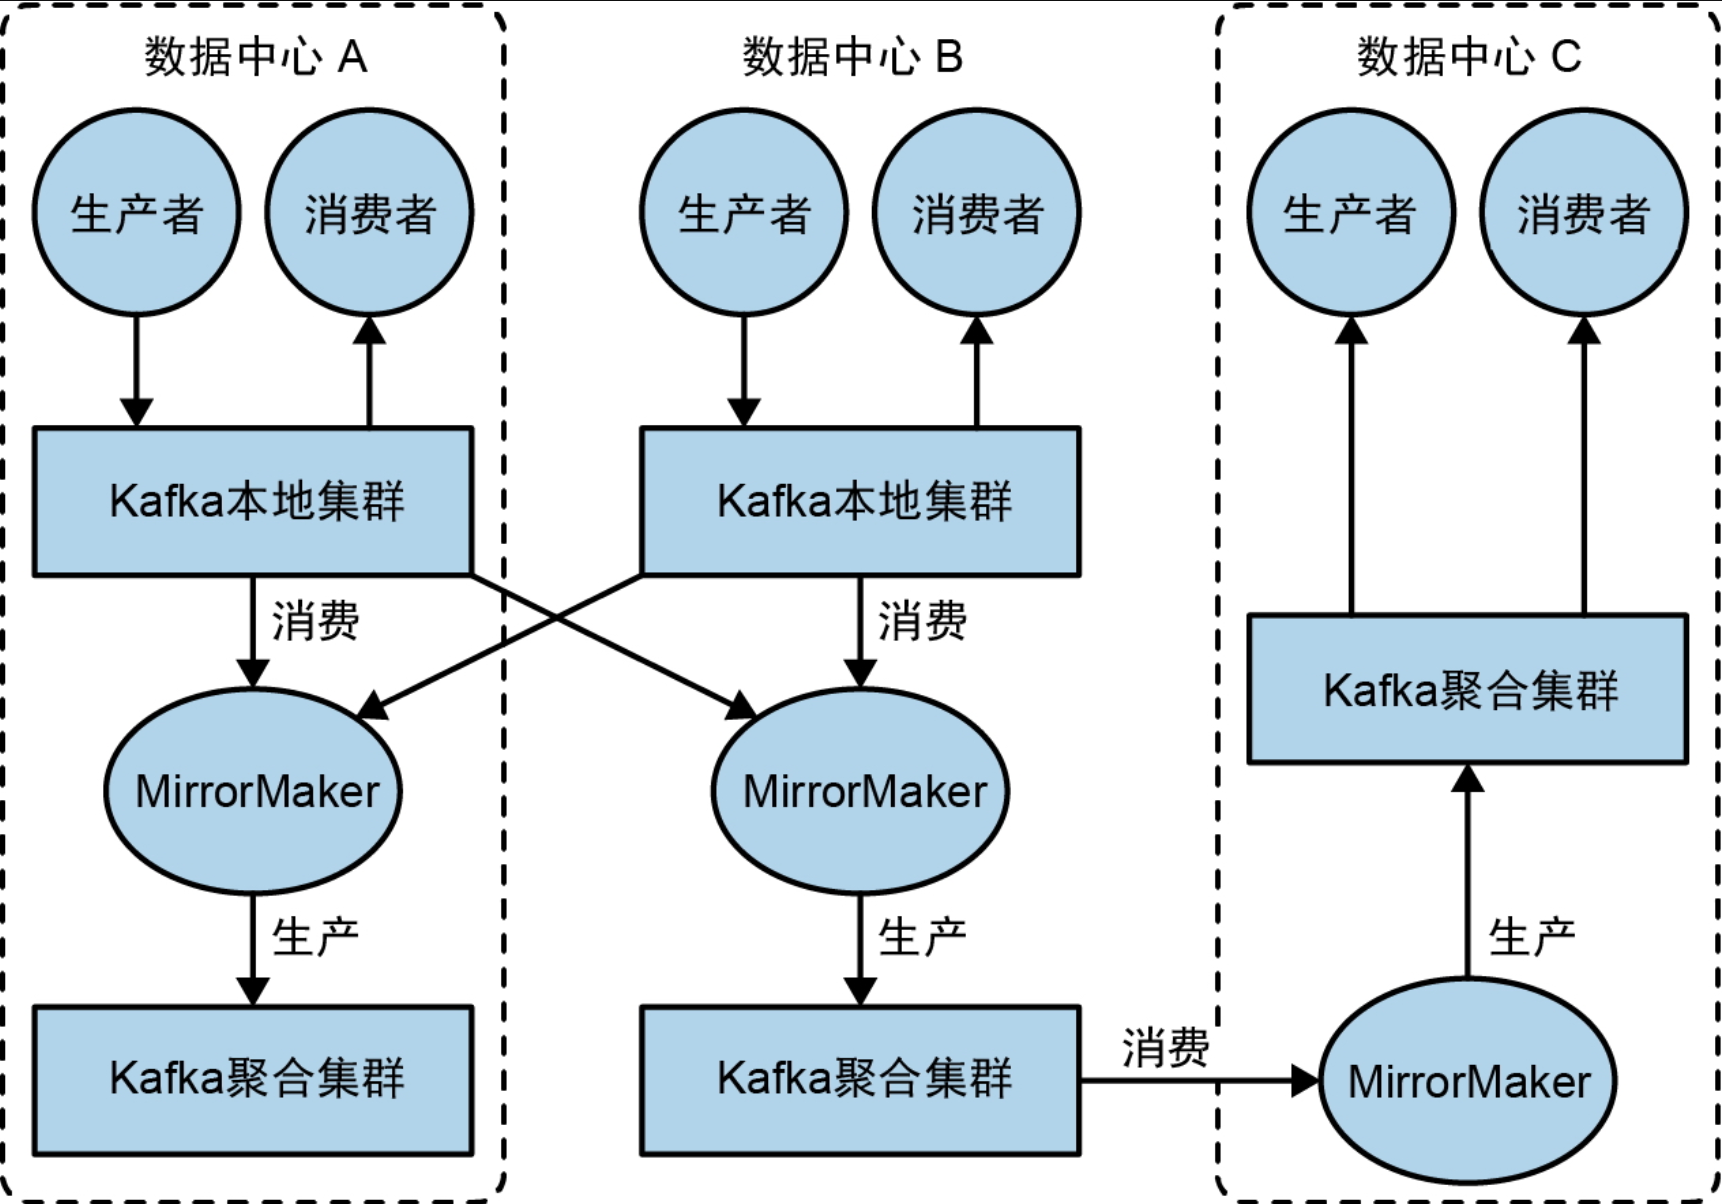 数据中心 A
数据中心 B
数据中心 C
生产者
消费者
生产者
消费者
生产者
消费者
Kafka本地集群
Kafka本地集群
消费
消费
Kafka聚合集群
MirrorMaker
MirrorMaker
生产
生产
生产
Kafka聚合集群
Kafka聚合集群
消费
MirrorMaker